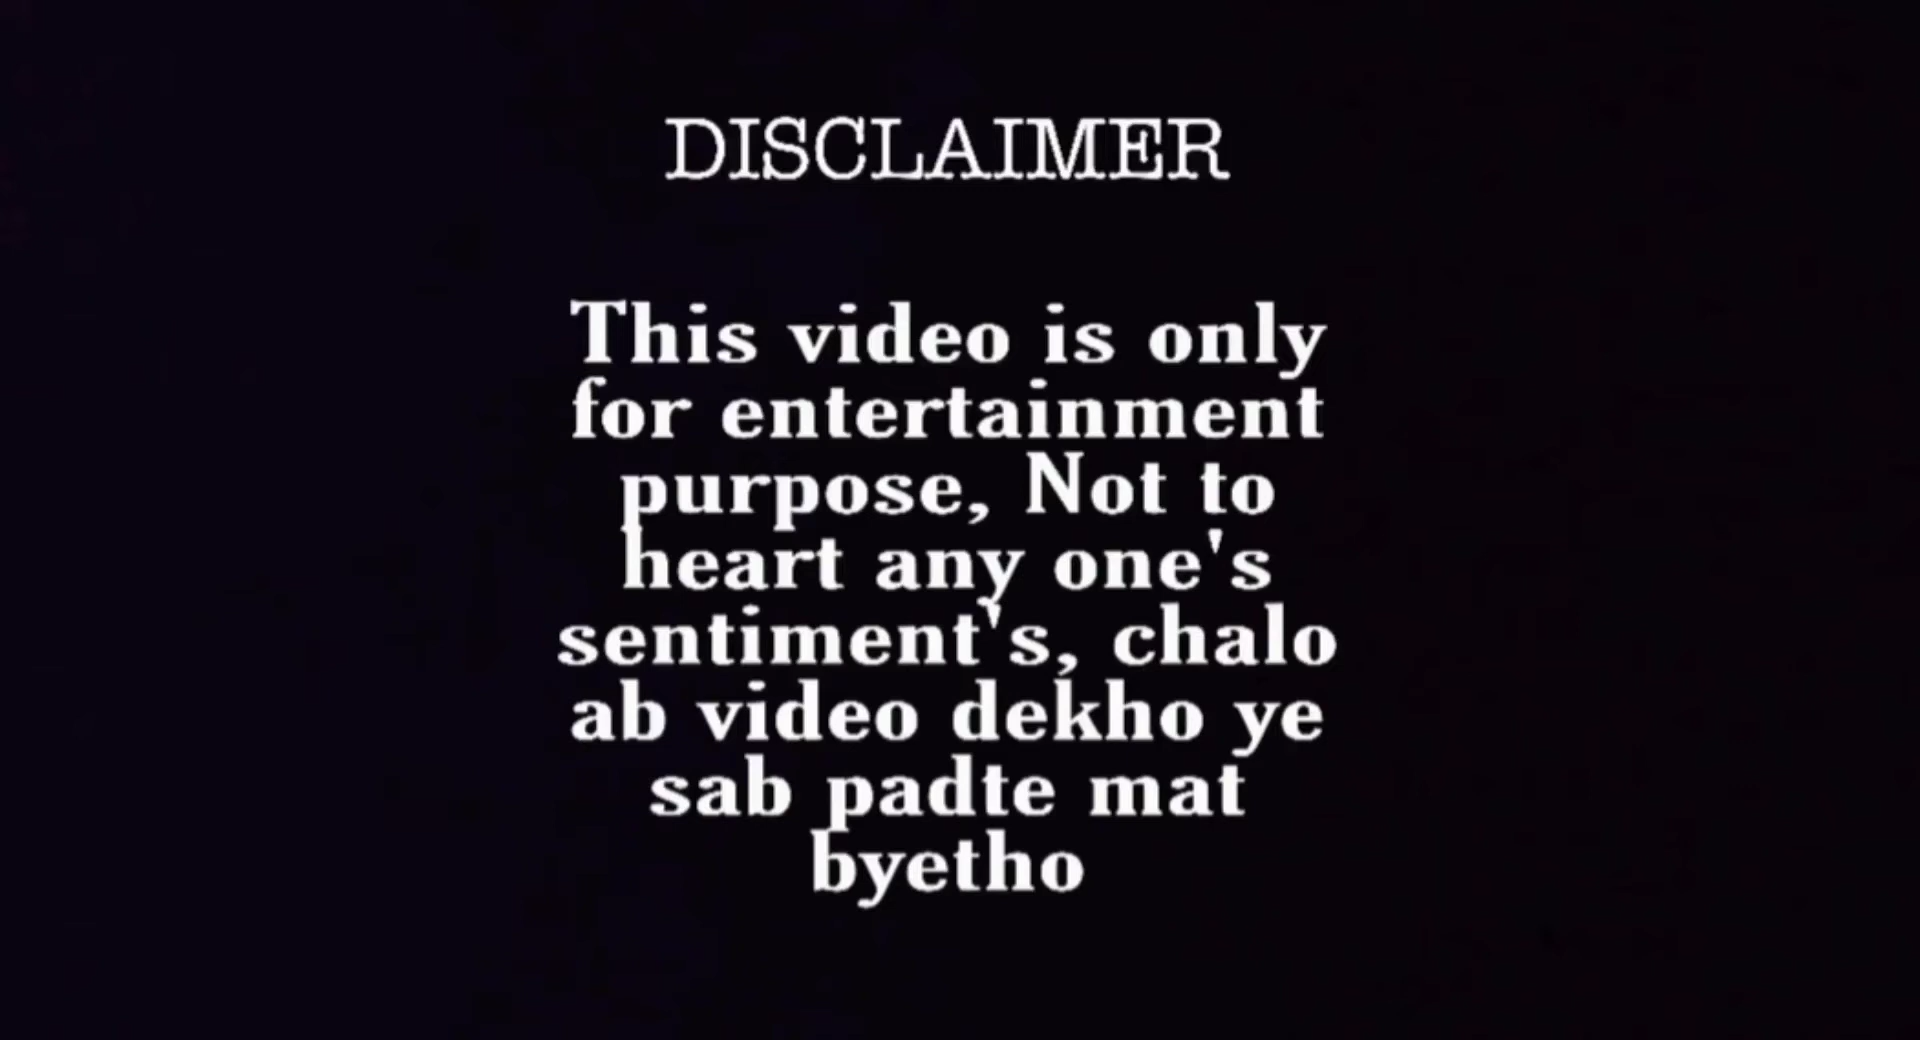 DISCLAIMER
This video is only
for entertainment
purpose, Not to
heart any one's
sentiment's, chalo
ab video dekho ye
sab padte mat
byetho